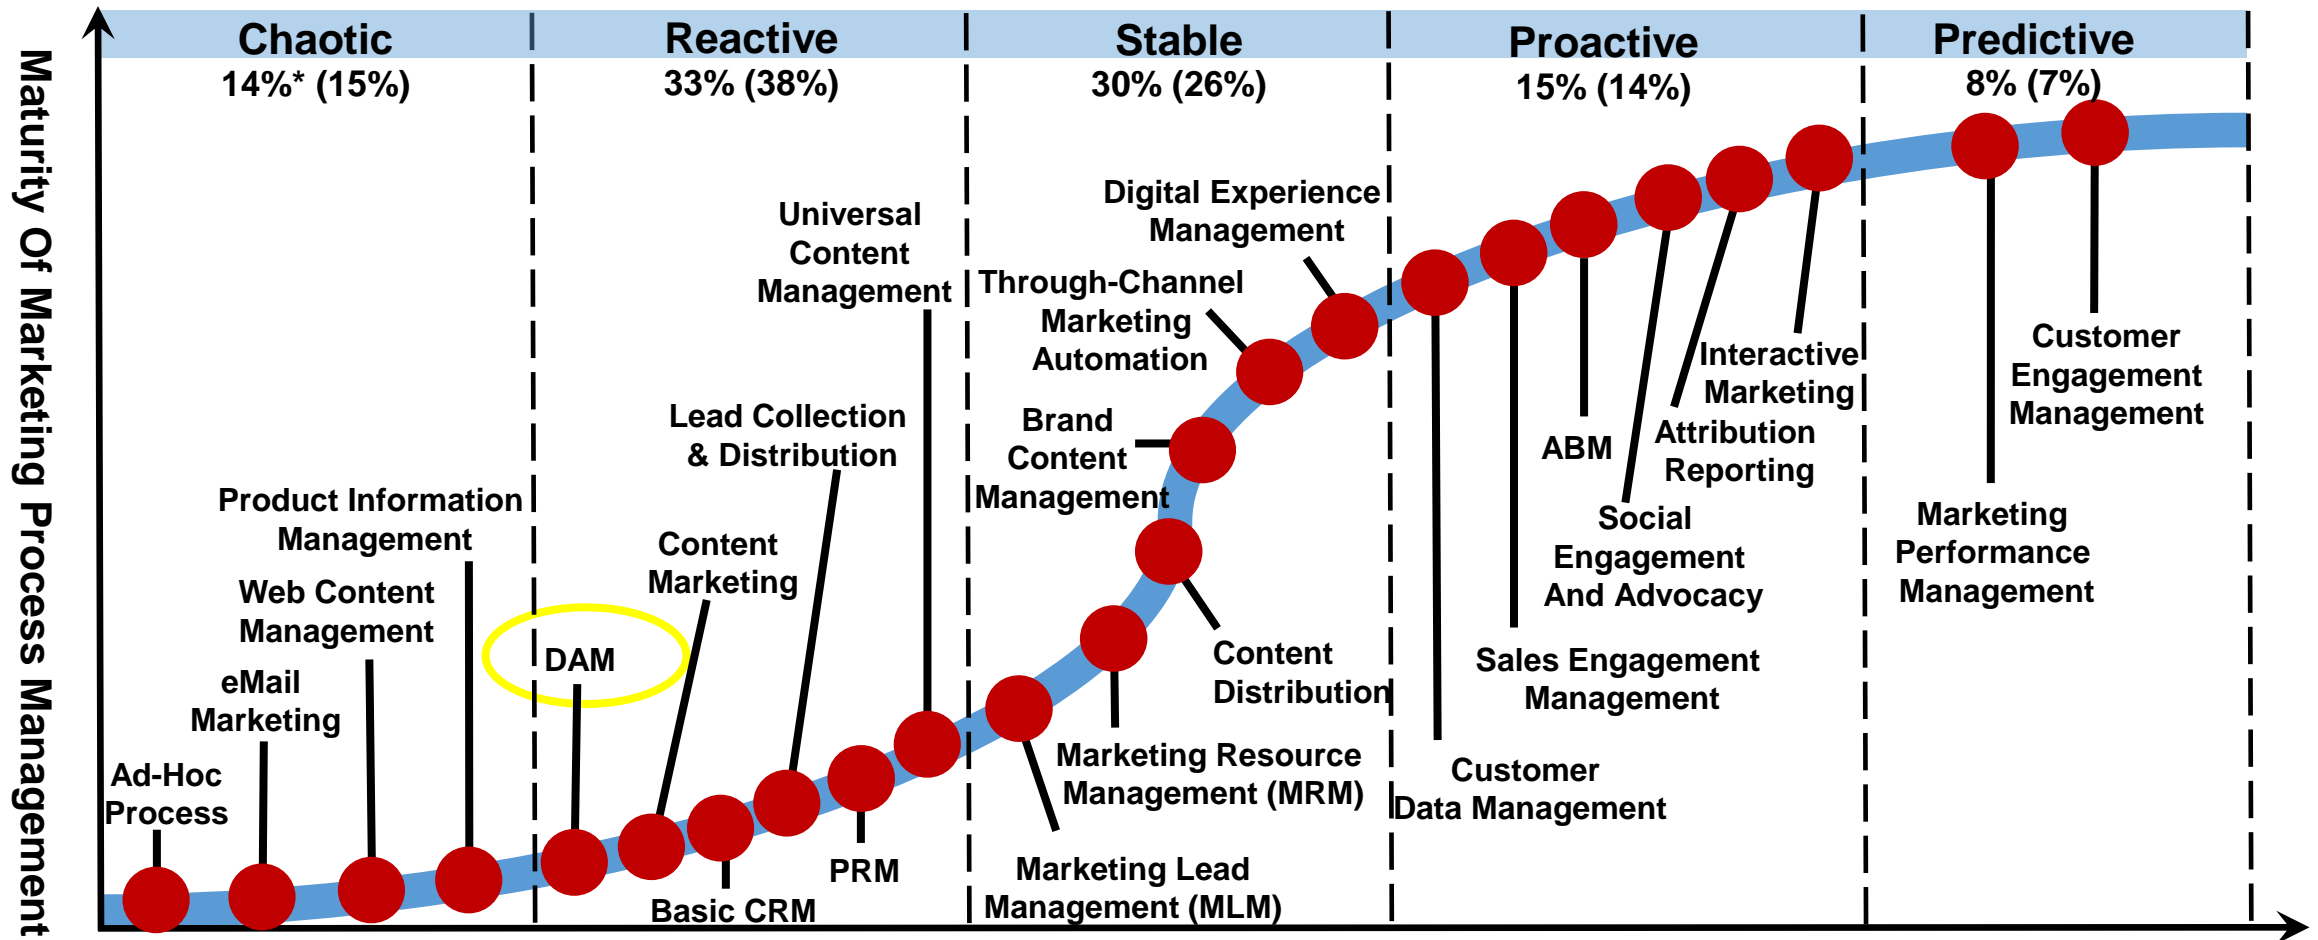 Maturity Of Marketing Process Management
Chaotic
14%* (15%)
Reactive
33% (38%)
Stable
30% (26%)
Proactive
15% (14%)
Predictive
8% (7%)
Ad-Hoc
Process
eMail
Marketing
Web Content
Management
Product Information
Management
DAM
Content
Marketing
Basic CRM
Lead Collection
& Distribution
PRM
Universal
Content
Management
Marketing Lead
Management (MLM)
Marketing Resource
Management (MRM)
Content
Distribution
Brand
Content
Management
Through-Channel
Marketing
Automation
Digital Experience
Management
Customer
Data Management
Sales Engagement
Management
ABM
Social
Engagement
And Advocacy
Attribution
Reporting
Interactive
Marketing
Marketing
Performance
Management
Customer
Engagement
Management